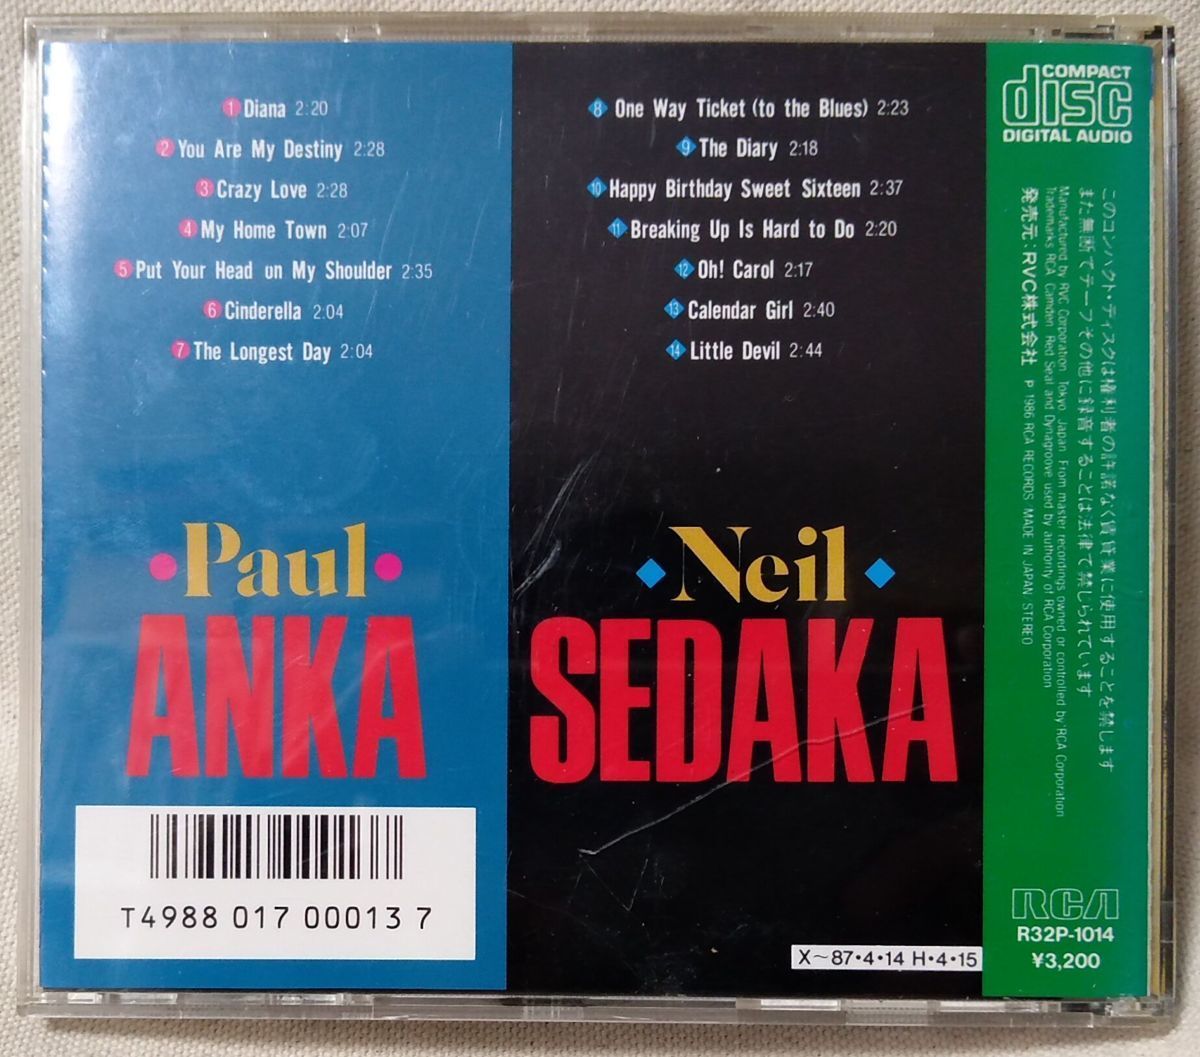 1 Diana 2:20
2 You Are My Destiny 2:28
3 Crazy Love 2:28
4 My Home Town 2:07
5 Put Your Head on My Shoulder 2:35
6 Cinderella 2:04
7 The Longest Day 2:04
Paul
ANKA
T4988 017 00013 7
8 One Way Ticket (to the Blues) 2:23
9 The Diary 2:18
10 Happy Birthday Sweet Sixteen 2:37
11 Breaking Up Is Hard to Do 2:20
12 Oh! Carol 2:17
13 Calendar Girl 2:40
14 Little Devil 2:44
Neil
SEDAKA
X~87・4・14 H・4・15
COMPACT
disc
DIGITAL AUDIO
このコンパクト・ディスクは権利者の許諾なく賃貸業に使用することを禁じます
また無断でテープその他に録音することは法律で禁じられています
Manufactured by RVC Corporation, Tokyo, Japan. From master recordings owned or controlled by RCA Corporation
Trademarks RCA, Camden, Red Seal and Dynagroove used by authority of RCA Corporation
発売元:RVC株式会社 P 1986 RCA RECORDS MADE IN JAPAN STEREO
RCA
R32P-1014
¥3,200